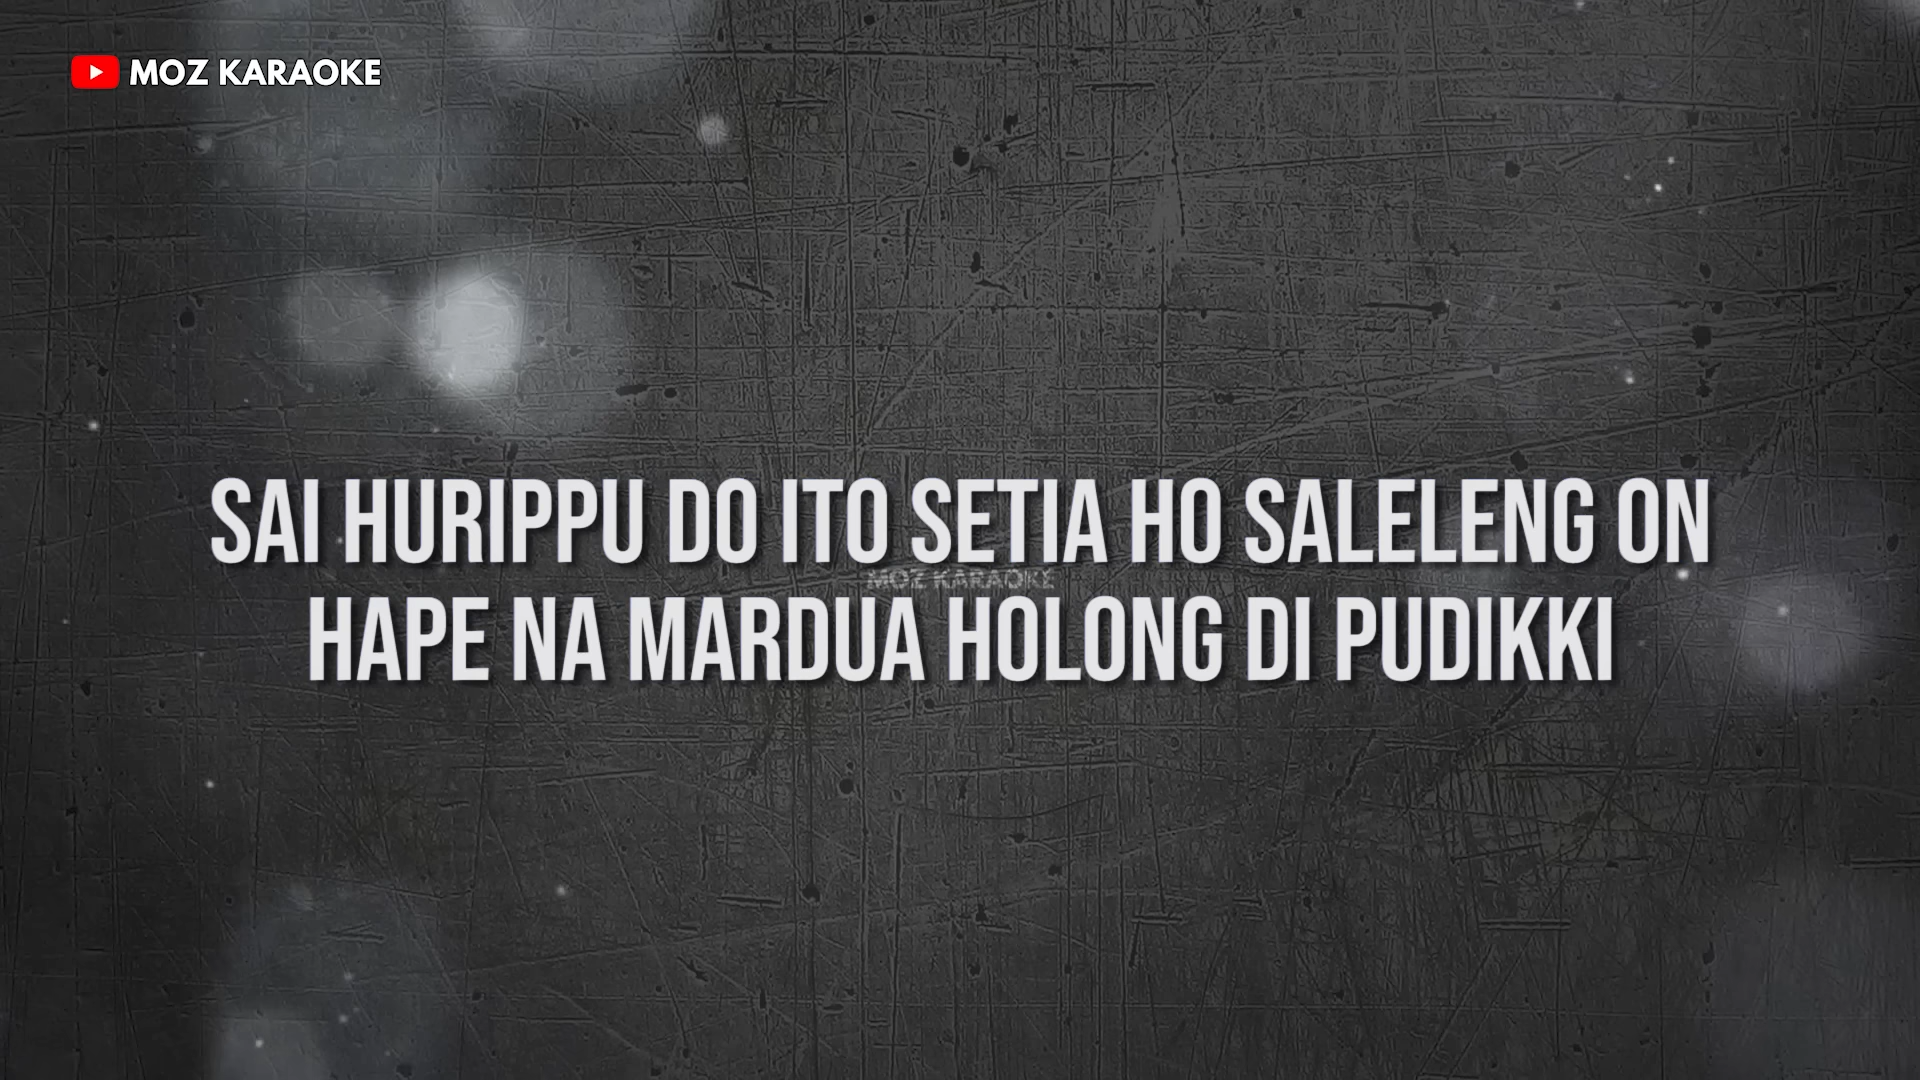 MOZ KARAOKE
SAI HURIPPU DO ITO SETIA HO SALELENG ON
MOZ KARAOKE
HAPE NA MARDUA HOLONG DI PUDIKKI